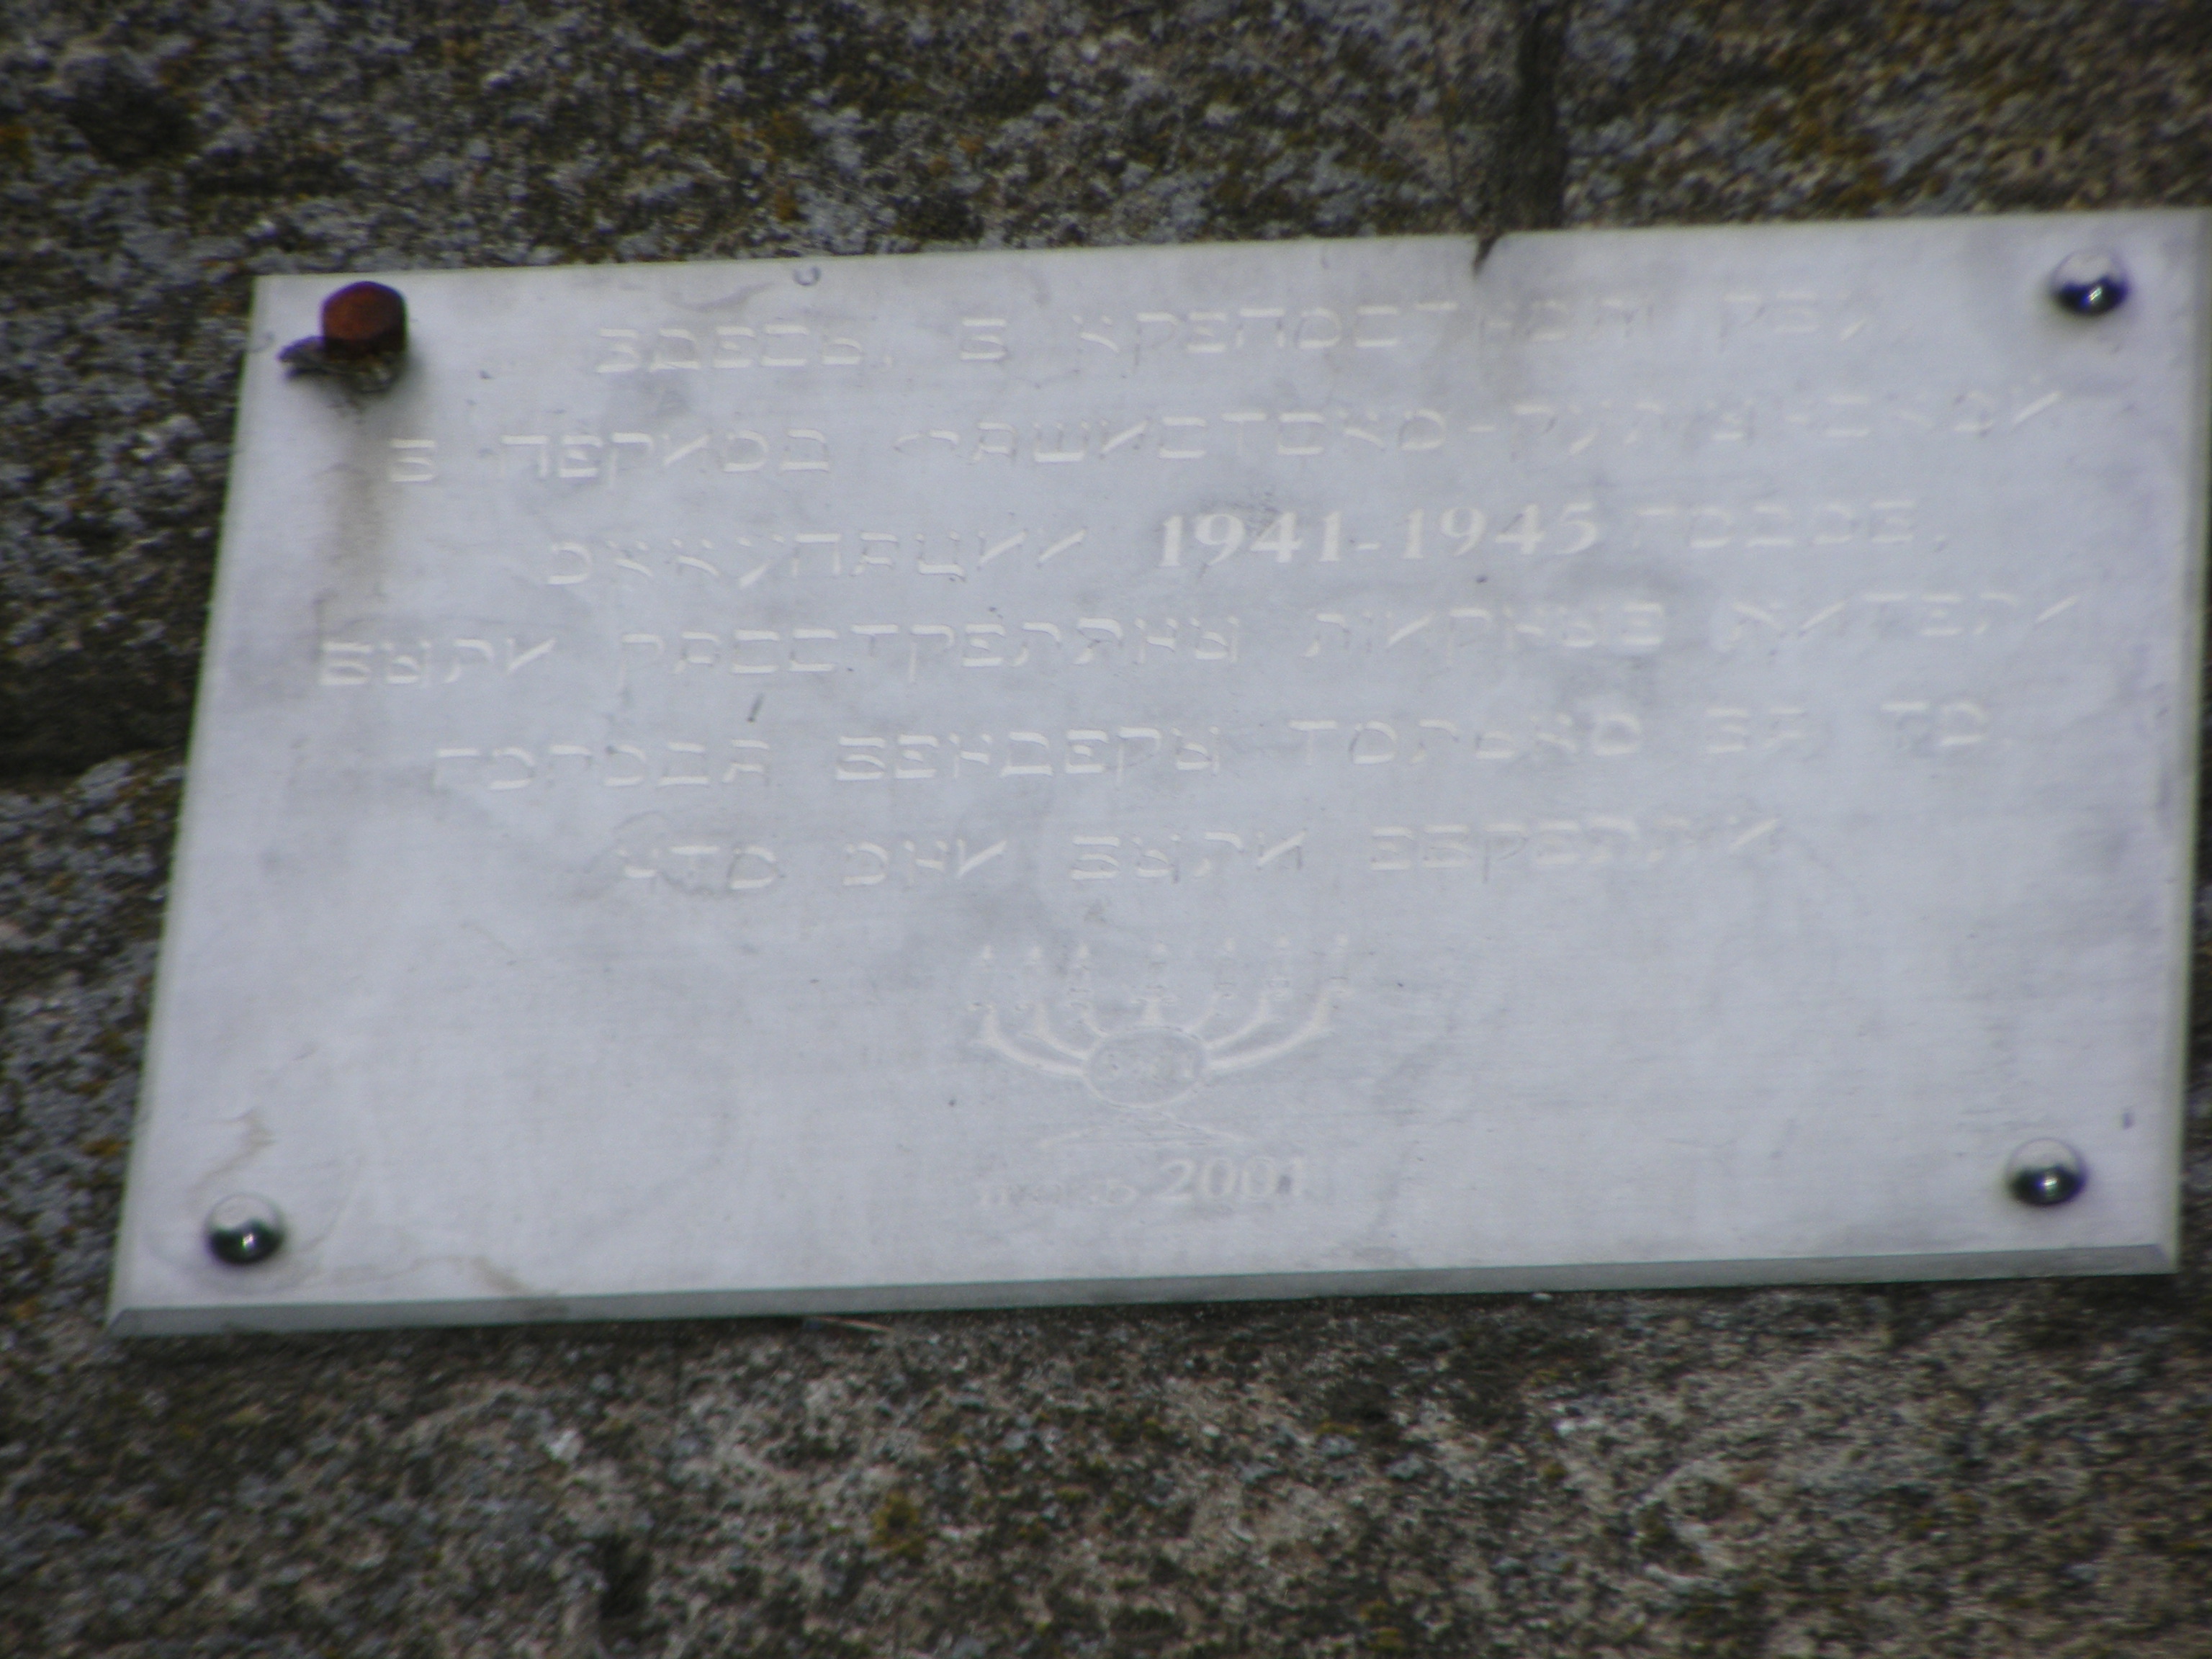 ЗДЕСЬ, В КРЕПОСТНОМ РВУ,
В ПЕРИОД ФАШИСТСКО-РУМЫНСКОЙ
ОККУПАЦИИ 1941-1945 ГОДОВ,
БЫЛИ РАССТРЕЛЯНЫ МИРНЫЕ ЖИТЕЛИ
ГОРОДА БЕНДЕРЫ ТОЛЬКО ЗА ТО,
ЧТО ОНИ БЫЛИ ЕВРЕЯМИ
2001